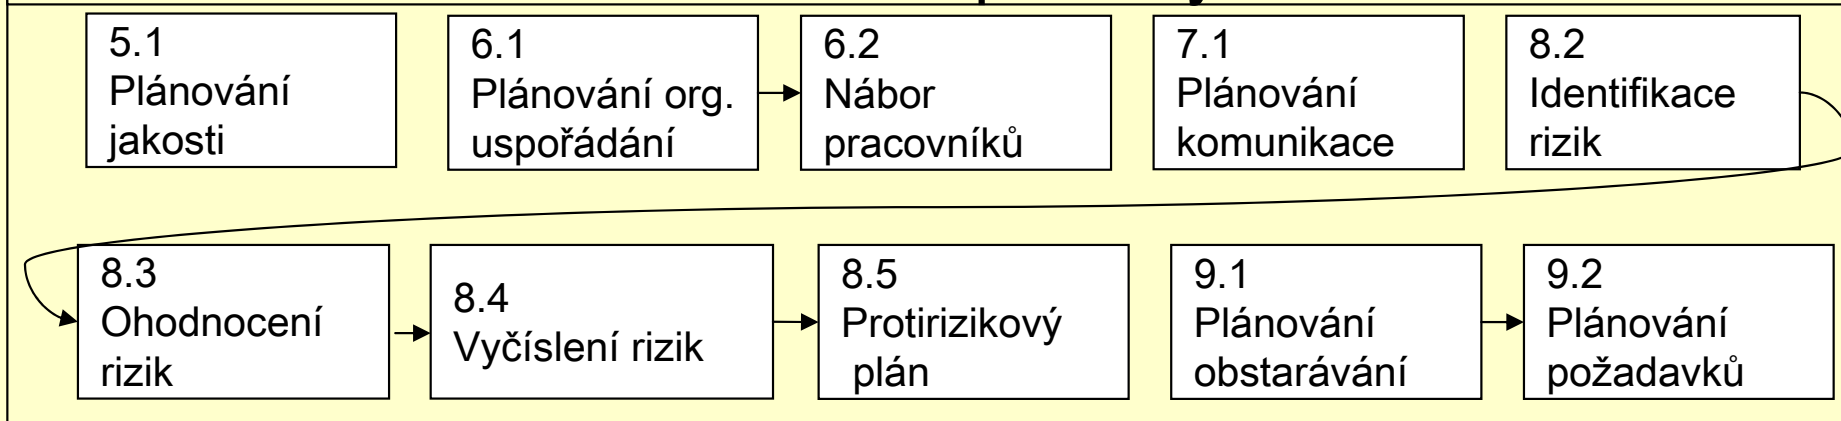 5.1
Plánování
jakosti
6.1
Plánování org.
uspořádání
6.2
Nábor
pracovníků
7.1
Plánování
komunikace
8.2
Identifikace
rizik
8.3
Ohodnocení
rizik
8.4
Vyčíslení rizik
8.5
Protirizikový
plán
9.1
Plánování
obstarávání
9.2
Plánování
požadavků